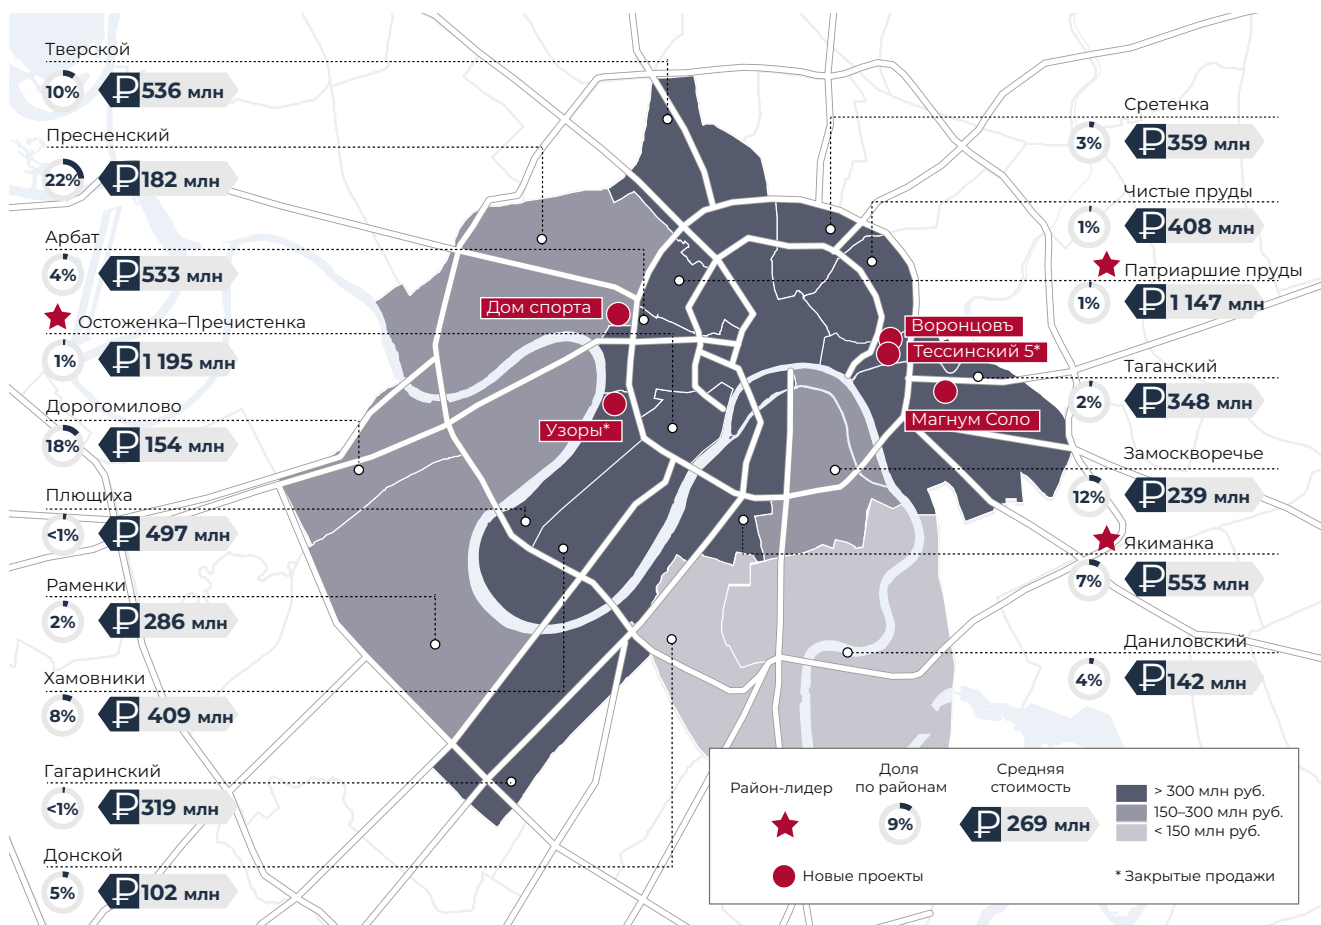 Тверской
10%
₽ 536 млн
Пресненский
22%
₽ 182 млн
Арбат
4%
₽ 533 млн
Остоженка–Пречистенка
1%
₽ 1 195 млн
Дорогомилово
18%
₽ 154 млн
Плющиха
<1%
₽ 497 млн
Раменки
2%
₽ 286 млн
Хамовники
8%
₽ 409 млн
Гагаринский
<1%
₽ 319 млн
Донской
5%
₽ 102 млн
Дом спорта
Узоры*
Воронцовъ
Тессинский 5*
Магнум Соло
Сретенка
3%
₽ 359 млн
Чистые пруды
1%
₽ 408 млн
Патриаршие пруды
1%
₽ 1 147 млн
Таганский
2%
₽ 348 млн
Замоскворечье
12%
₽ 239 млн
Якиманка
7%
₽ 553 млн
Даниловский
4%
₽ 142 млн
Район-лидер
Доля
по районам
9%
Средняя
стоимость
₽ 269 млн
> 300 млн руб.
150–300 млн руб.
< 150 млн руб.
Новые проекты
* Закрытые продажи